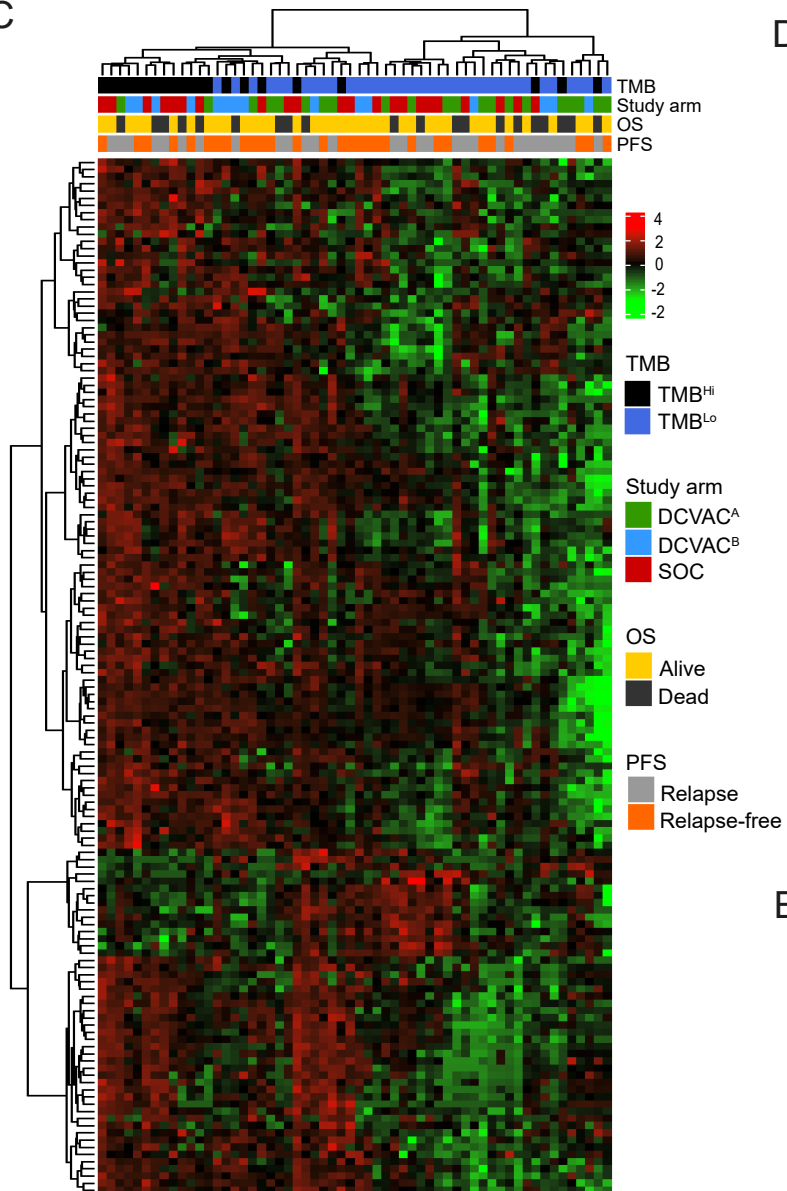 C
D
TMB
Study arm
OS
PFS
4
2
0
-2
-2
TMB
TMBHi
TMBLo
Study arm
DCVACA
DCVACB
SOC
OS
Alive
Dead
PFS
Relapse
Relapse-free